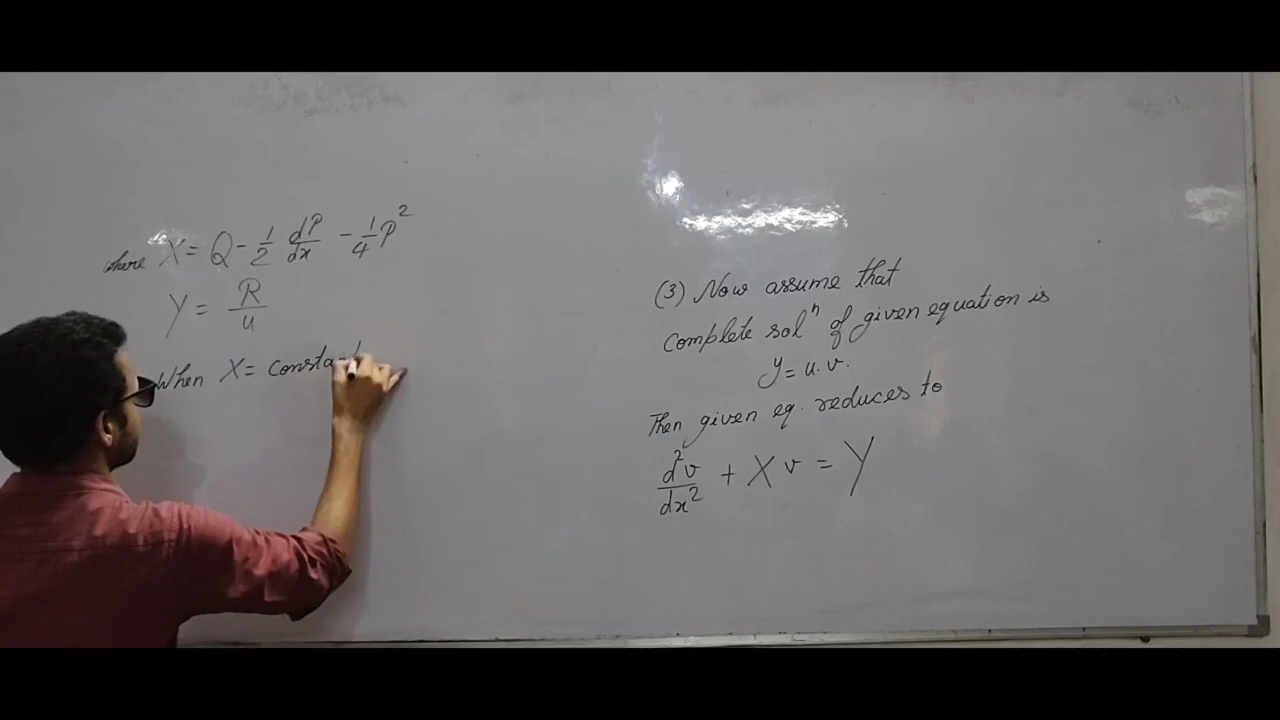 where X = Q - 1/2 dP/dx - 1/4 P²
Y = R/u
When X = constant
(3) Now assume that
complete solⁿ of given equation is
y = u.v.
Then given eq. reduces to
d²v/dx² + Xv = Y